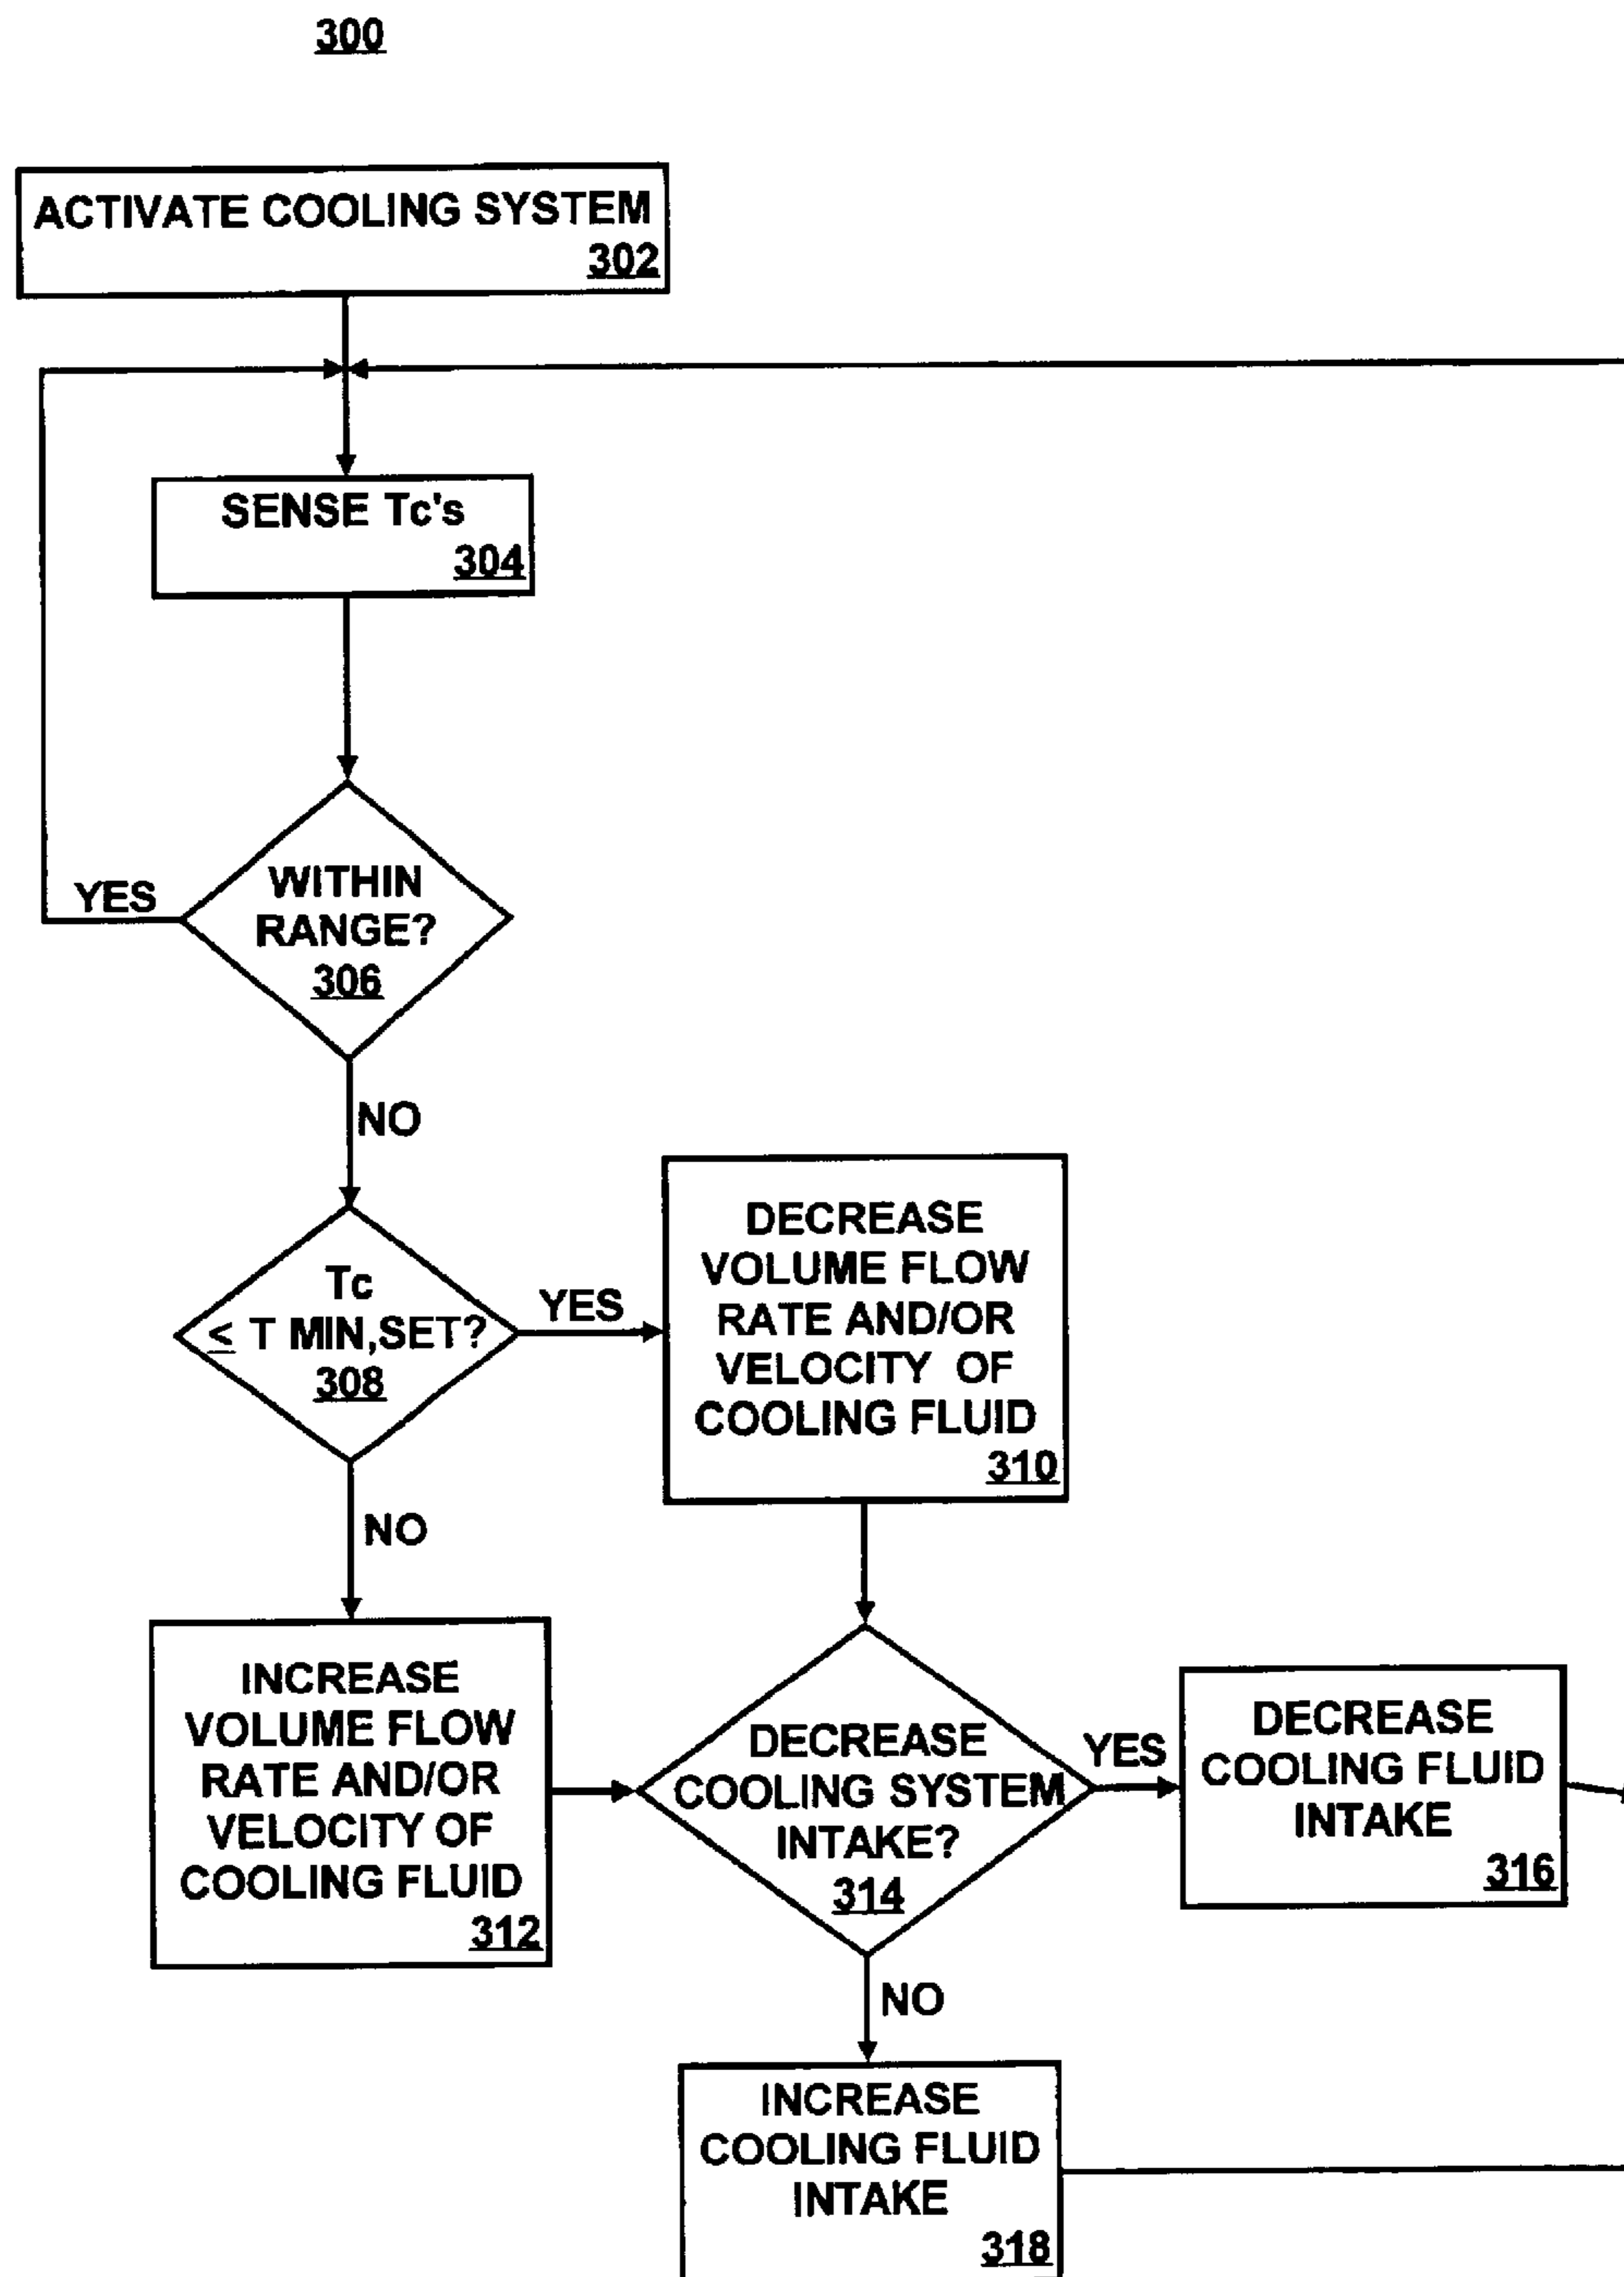 300
ACTIVATE COOLING SYSTEM
302
SENSE Tc's
304
WITHIN
RANGE?
306
YES
NO
Tc
≤ T MIN,SET?
308
YES
NO
DECREASE
VOLUME FLOW
RATE AND/OR
VELOCITY OF
COOLING FLUID
310
INCREASE
VOLUME FLOW
RATE AND/OR
VELOCITY OF
COOLING FLUID
312
DECREASE
COOLING SYSTEM
INTAKE?
314
YES
NO
DECREASE
COOLING FLUID
INTAKE
316
INCREASE
COOLING FLUID
INTAKE
318